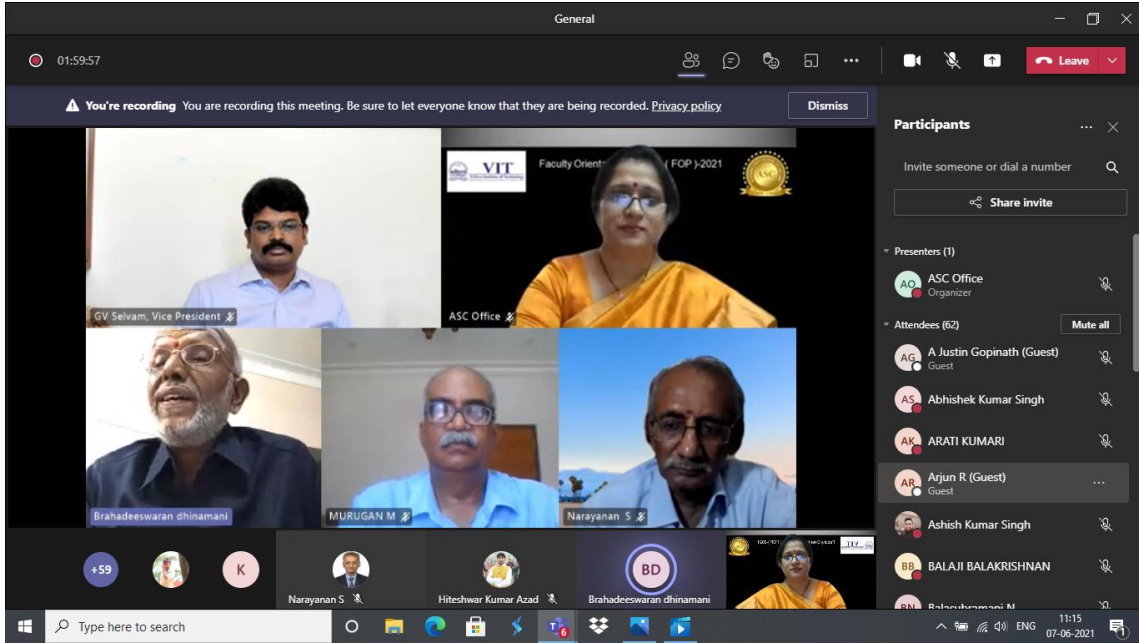 General
01:59:57
Leave
You're recording You are recording this meeting. Be sure to let everyone know that they are being recorded. Privacy policy
Dismiss
VIT
Faculty Orient
( FOP )-2021
ASC
GV Selvam, Vice President
ASC Office
Brahadeeswaran dhinamani
MURUGAN M
Narayanan S
+59
K
Narayanan S
Hiteshwar Kumar Azad
BD
Brahadeeswaran dhinamani
Participants
Invite someone or dial a number
Share invite
Presenters (1)
AO
ASC Office
Organizer
Attendees (62)
Mute all
AG
A Justin Gopinath (Guest)
Guest
AS
Abhishek Kumar Singh
AK
ARATI KUMARI
AR
Arjun R (Guest)
Guest
Ashish Kumar Singh
BB
BALAJI BALAKRISHNAN
BN
Balasubramani N
Type here to search
ENG
11:15
07-06-2021